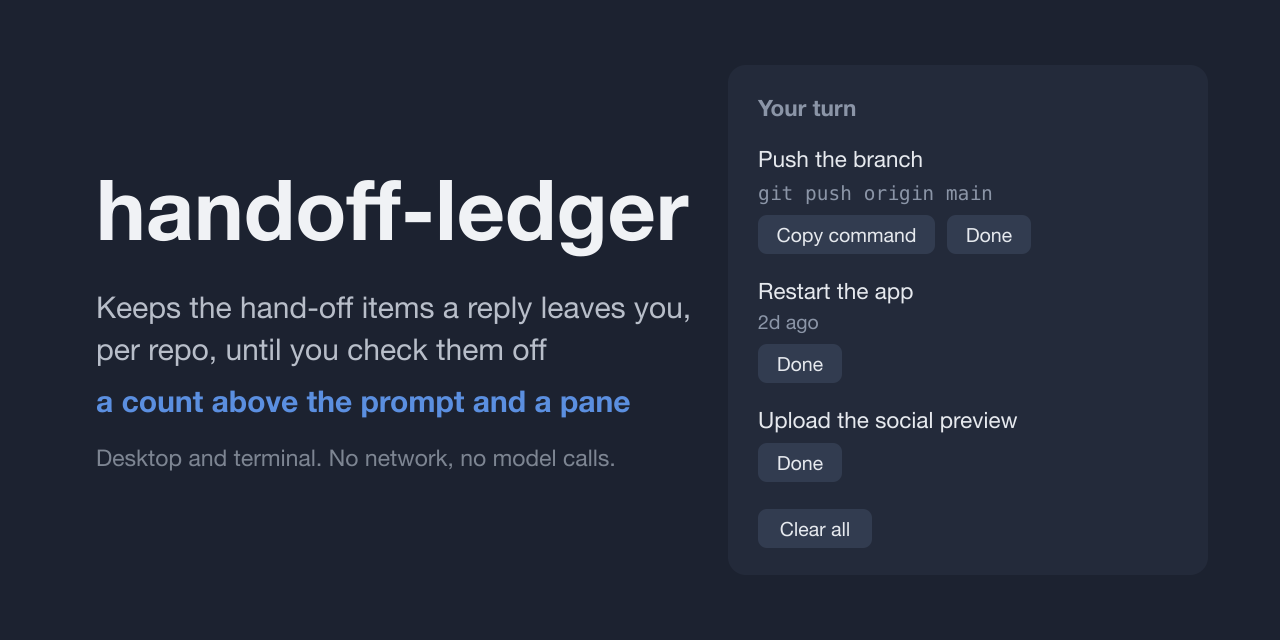 handoff-ledger
Keeps the hand-off items a reply leaves you,
per repo, until you check them off
a count above the prompt and a pane
Desktop and terminal. No network, no model calls.
Your turn
Push the branch
git push origin main
Copy command
Done
Restart the app
2d ago
Done
Upload the social preview
Done
Clear all